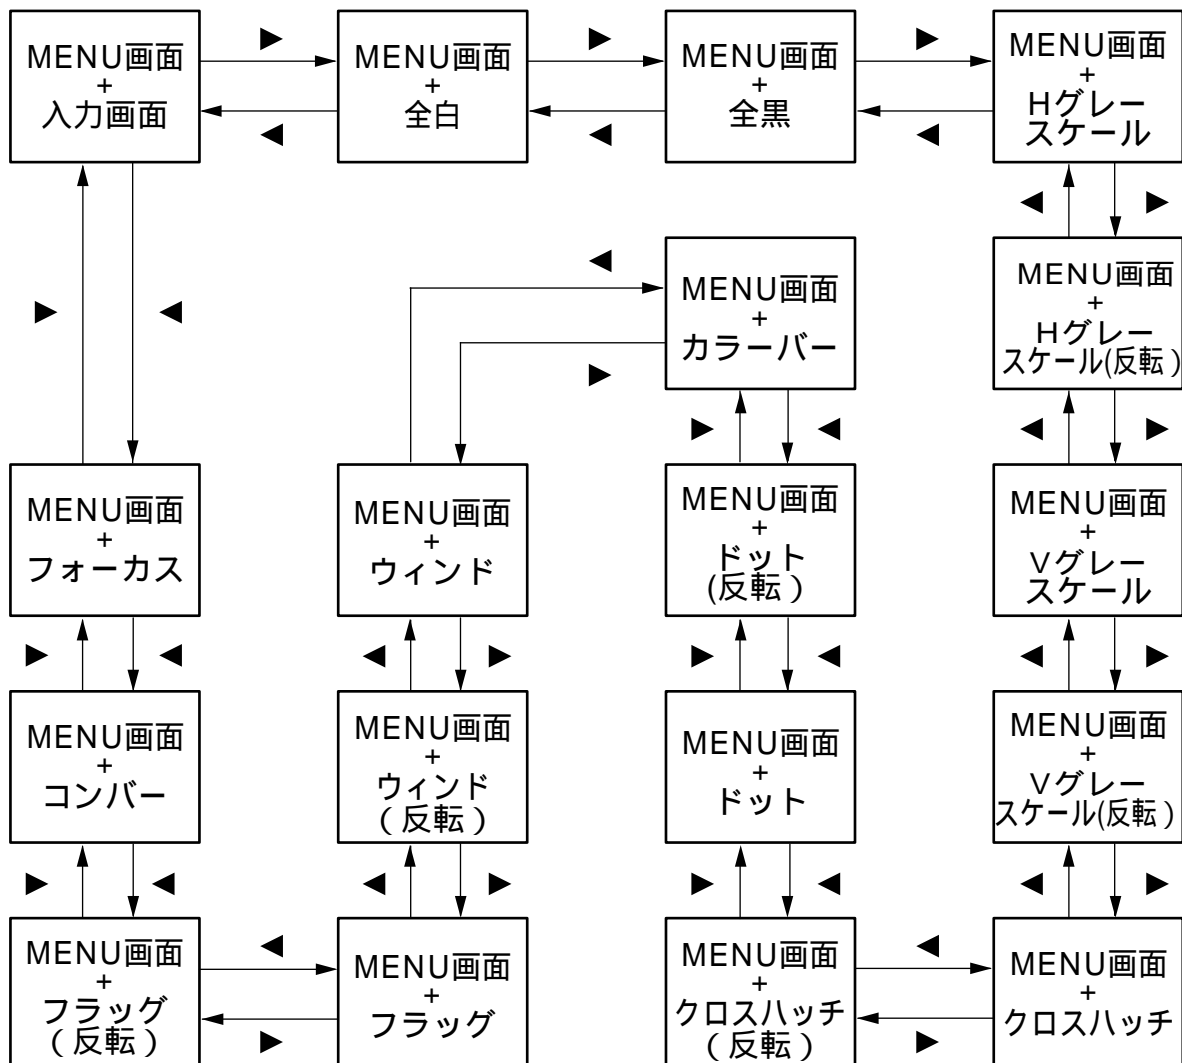 MENU画面
+
入力画面
▶
◀
MENU画面
+
全白
▶
◀
MENU画面
+
全黒
▶
◀
MENU画面
+
Hグレー
スケール
◀ ▶
MENU画面
+
Hグレー
スケール(反転)
◀ ▶
MENU画面
+
Vグレー
スケール
◀ ▶
MENU画面
+
Vグレー
スケール(反転)
◀ ▶
MENU画面
+
クロスハッチ
◀
▶
MENU画面
+
クロスハッチ
(反転)
▶ ◀
MENU画面
+
ドット
▶ ◀
MENU画面
+
ドット
(反転)
▶ ◀
MENU画面
+
カラーバー
◀
▶
MENU画面
+
ウィンド
◀ ▶
MENU画面
+
ウィンド
(反転)
◀ ▶
MENU画面
+
フラッグ
◀
▶
MENU画面
+
フラッグ
(反転)
▶ ◀
MENU画面
+
コンバー
▶ ◀
MENU画面
+
フォーカス
▶ ◀